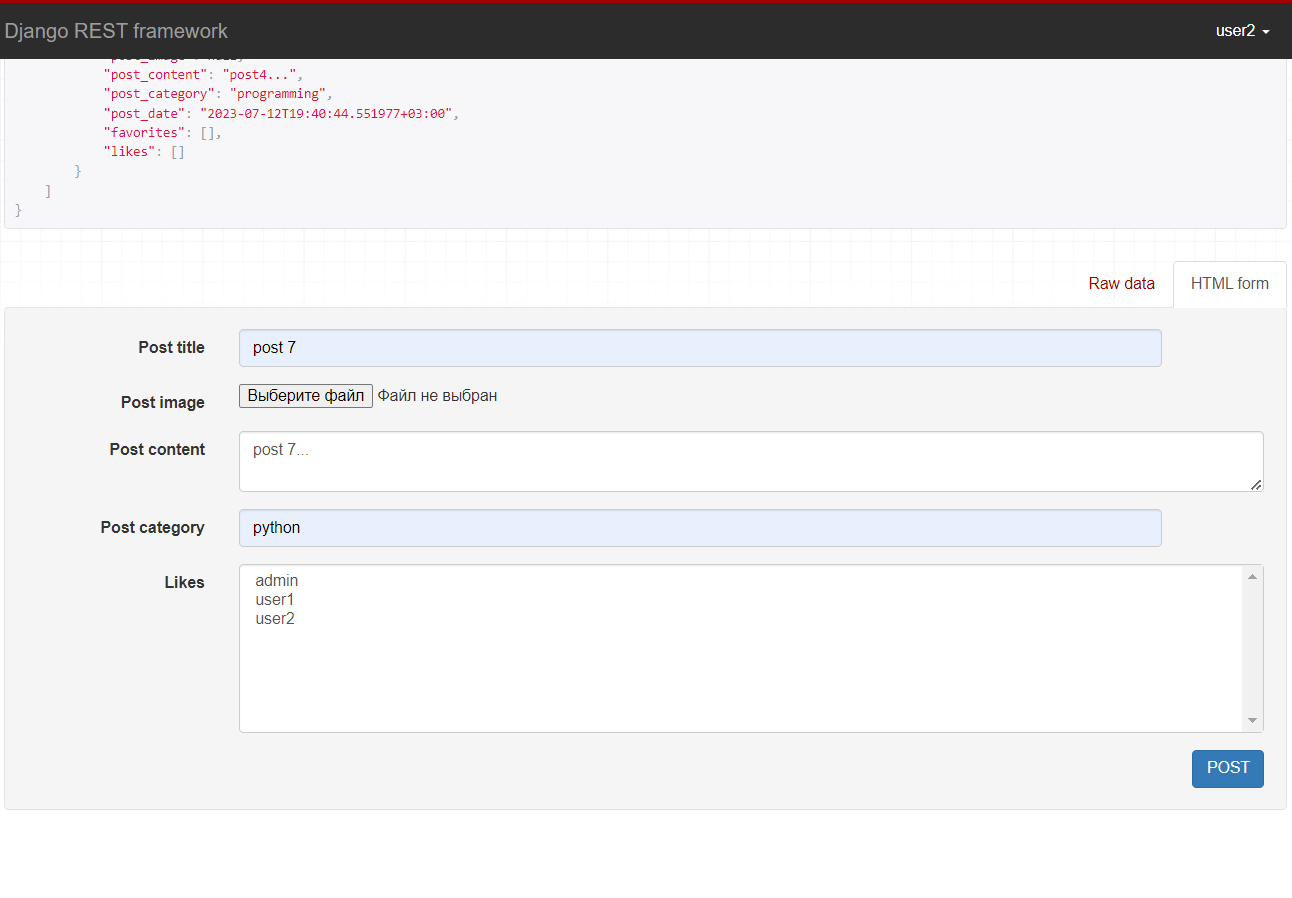 Django REST framework
user2
"post_image": null,
"post_content": "post4...",
"post_category": "programming",
"post_date": "2023-07-12T19:40:44.551977+03:00",
"favorites": [],
"likes": []
}
]
}
Raw data
HTML form
Post title
post 7
Post image
Выберите файл Файл не выбран
Post content
post 7...
Post category
python
Likes
admin
user1
user2
POST